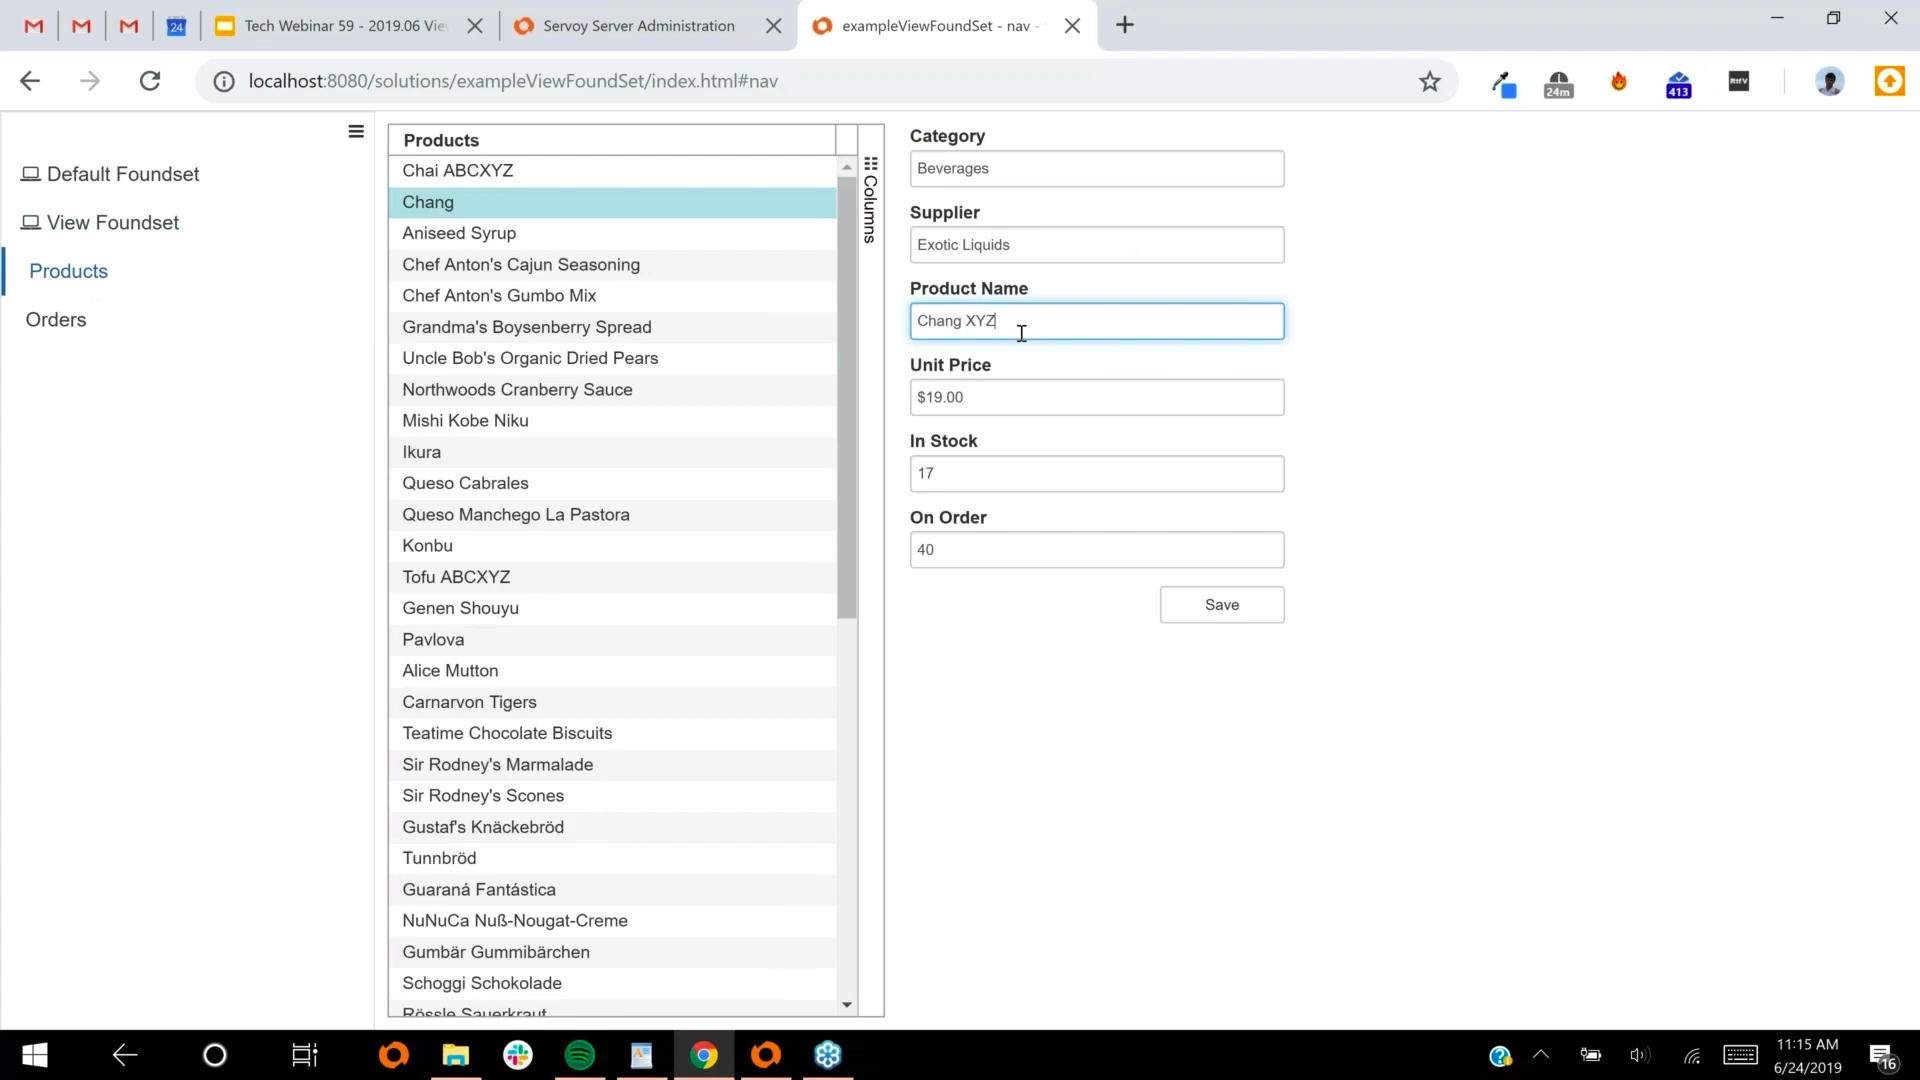 24
Tech Webinar 59 - 2019.06 Vie
Servoy Server Administration
exampleViewFoundSet - nav -
localhost:8080/solutions/exampleViewFoundSet/index.html#nav
24m
413
Default Foundset
View Foundset
Products
Orders
Products
Columns
Chai ABCXYZ
Chang
Aniseed Syrup
Chef Anton's Cajun Seasoning
Chef Anton's Gumbo Mix
Grandma's Boysenberry Spread
Uncle Bob's Organic Dried Pears
Northwoods Cranberry Sauce
Mishi Kobe Niku
Ikura
Queso Cabrales
Queso Manchego La Pastora
Konbu
Tofu ABCXYZ
Genen Shouyu
Pavlova
Alice Mutton
Carnarvon Tigers
Teatime Chocolate Biscuits
Sir Rodney's Marmalade
Sir Rodney's Scones
Gustaf's Knäckebröd
Tunnbröd
Guaraná Fantástica
NuNuCa Nuß-Nougat-Creme
Gumbär Gummibärchen
Schoggi Schokolade
Rössle Sauerkraut
Category
Beverages
Supplier
Exotic Liquids
Product Name
Chang XYZ
Unit Price
$19.00
In Stock
17
On Order
40
Save
11:15 AM
6/24/2019
16